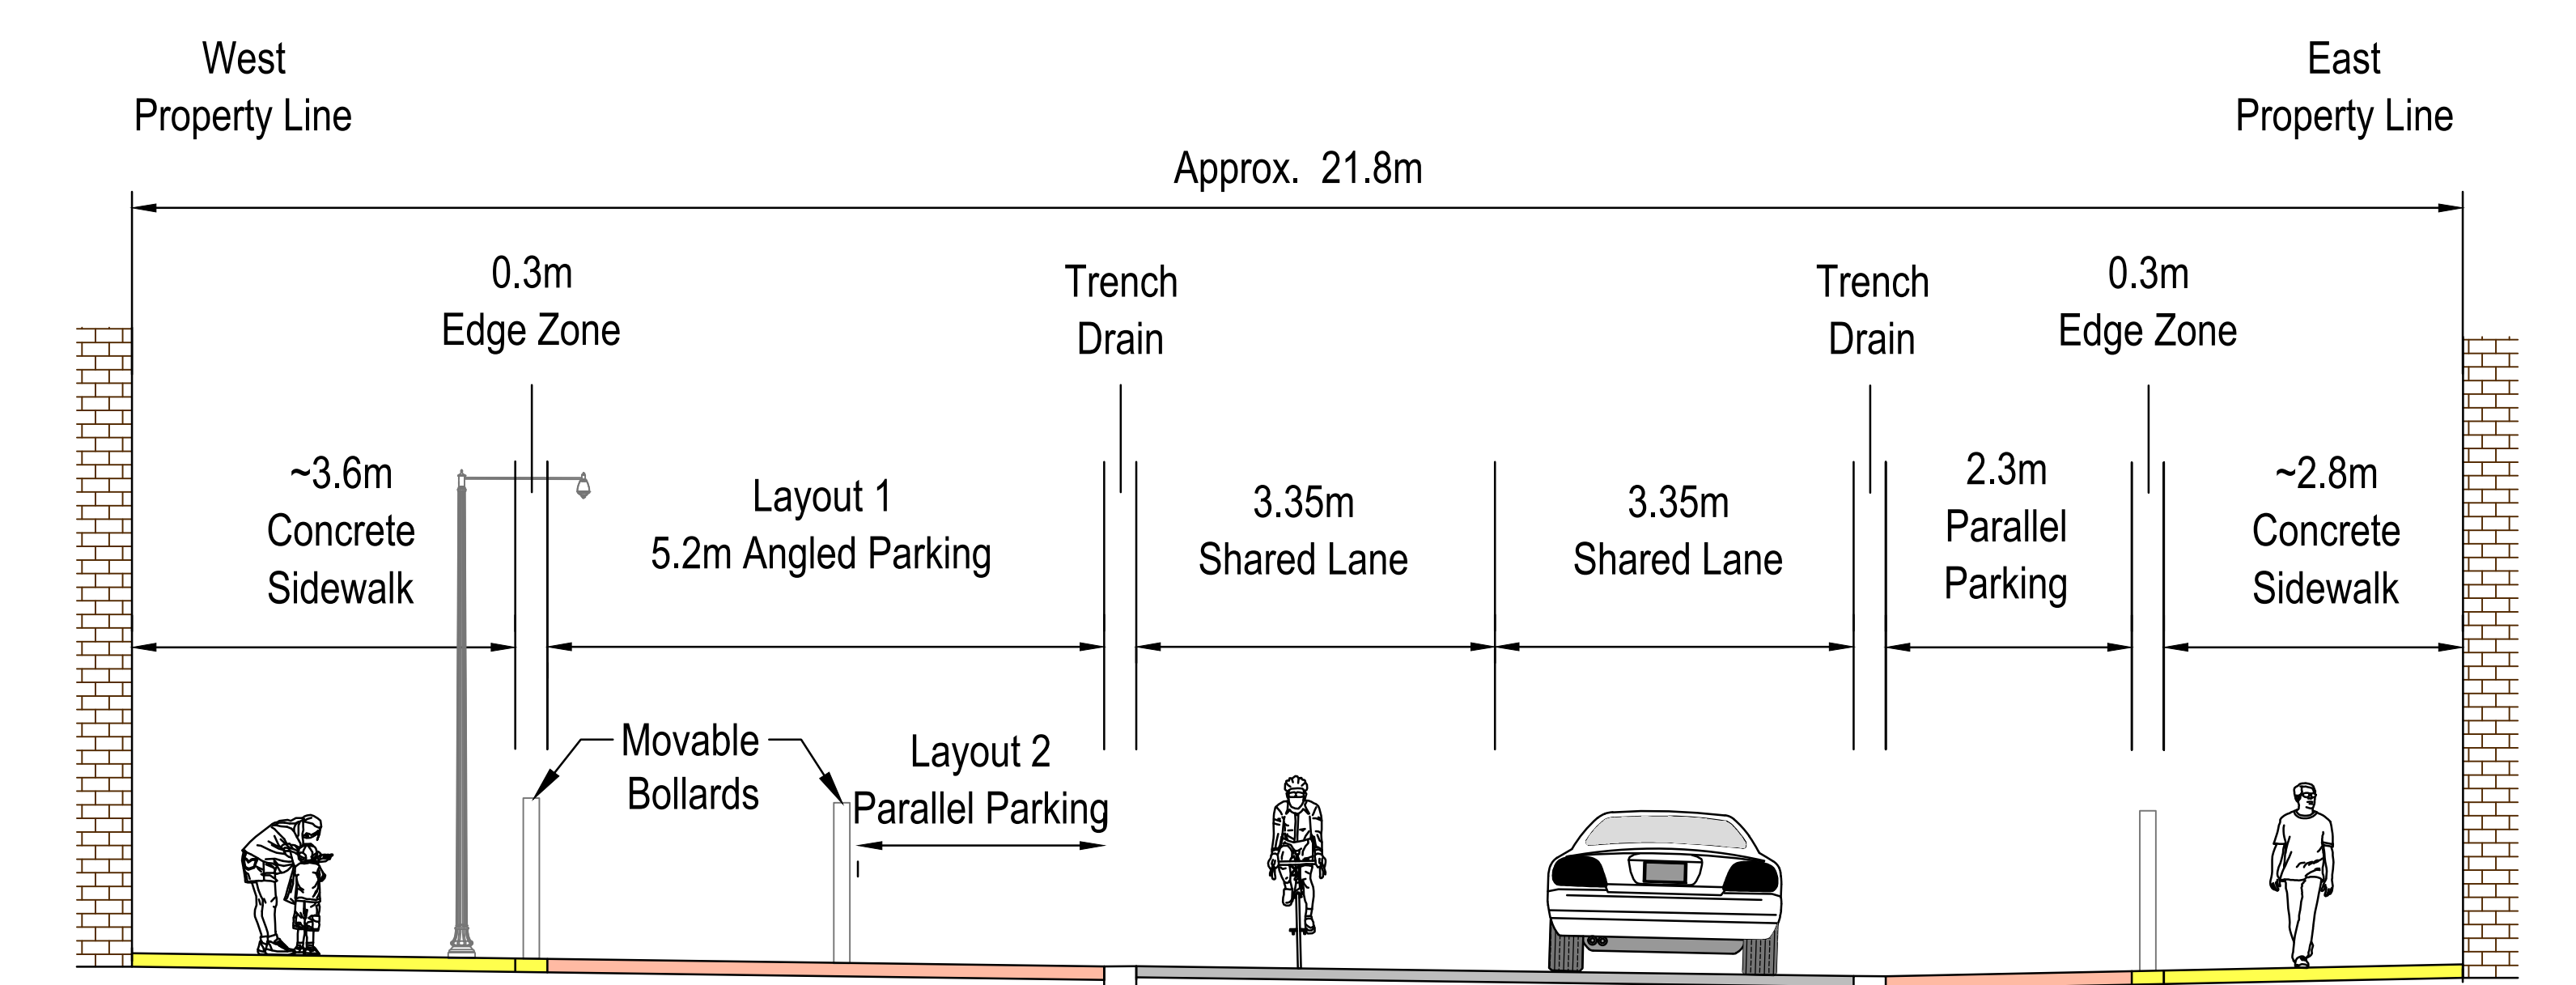 West
Property Line
East
Property Line
Approx. 21.8m
0.3m
Edge Zone
Trench
Drain
Trench
Drain
0.3m
Edge Zone
~3.6m
Concrete
Sidewalk
Layout 1
5.2m Angled Parking
3.35m
Shared Lane
3.35m
Shared Lane
2.3m
Parallel
Parking
~2.8m
Concrete
Sidewalk
Movable
Bollards
Layout 2
Parallel Parking